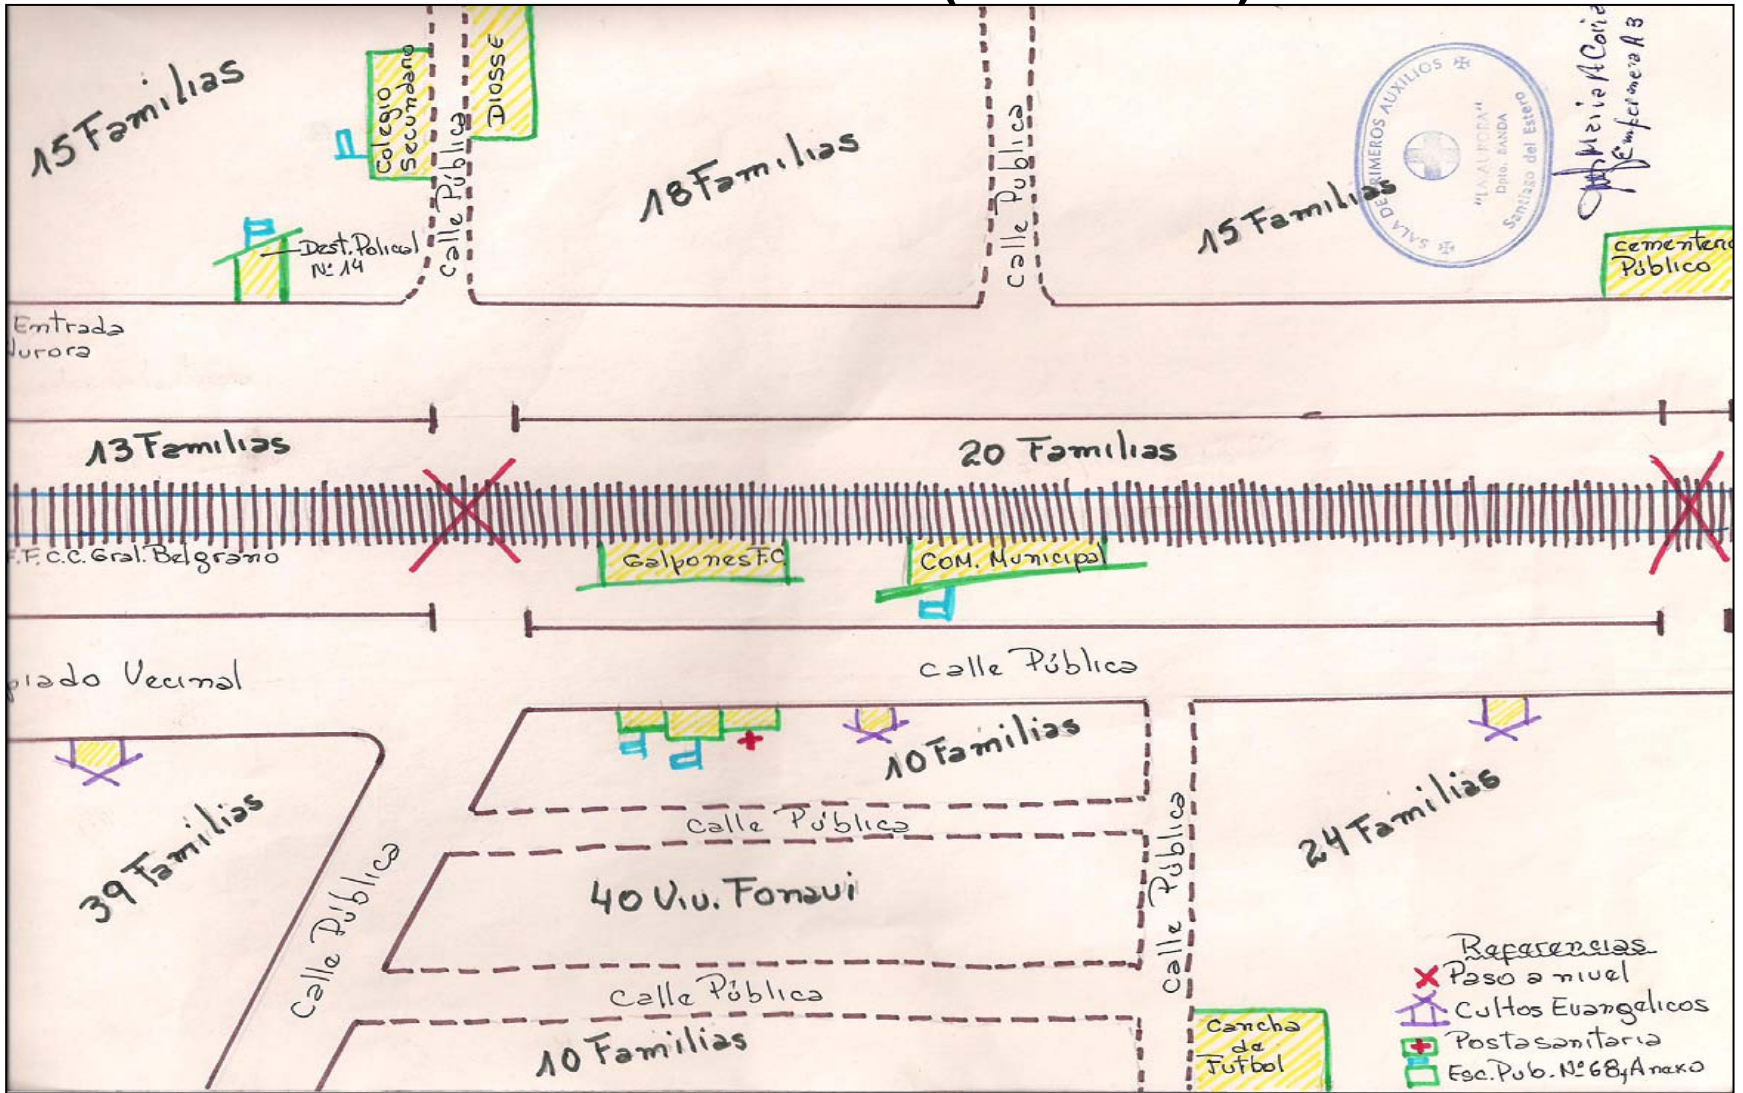 15 Familias
Colegio
Secundario
Calle Pública
DIOSSE
18 Familias
Calle Publica
15 Familias
SALA DE PRIMEROS AUXILIOS
"LA AURORA"
Dpto. BANDA
Santiago del Estero
Enfermera A3
Dest. Policial
Nº 14
cementerio
Público
Entrada
Aurora
13 Familias
20 Familias
F.F.C.C. Gral. Belgrano
Galpones F.C
COM. Municipal
Vecinal
calle Pública
10 Familias
39 Familias
Calle Pública
calle Pública
Calle Pública
24 Familias
40 Viv. Fonavi
Calle Pública
10 Familias
Cancha
de
Futbol
Referencias
Paso a nivel
Cultos Evangelicos
Posta sanitaria
Esc. Pub. Nº 68 y Anexo